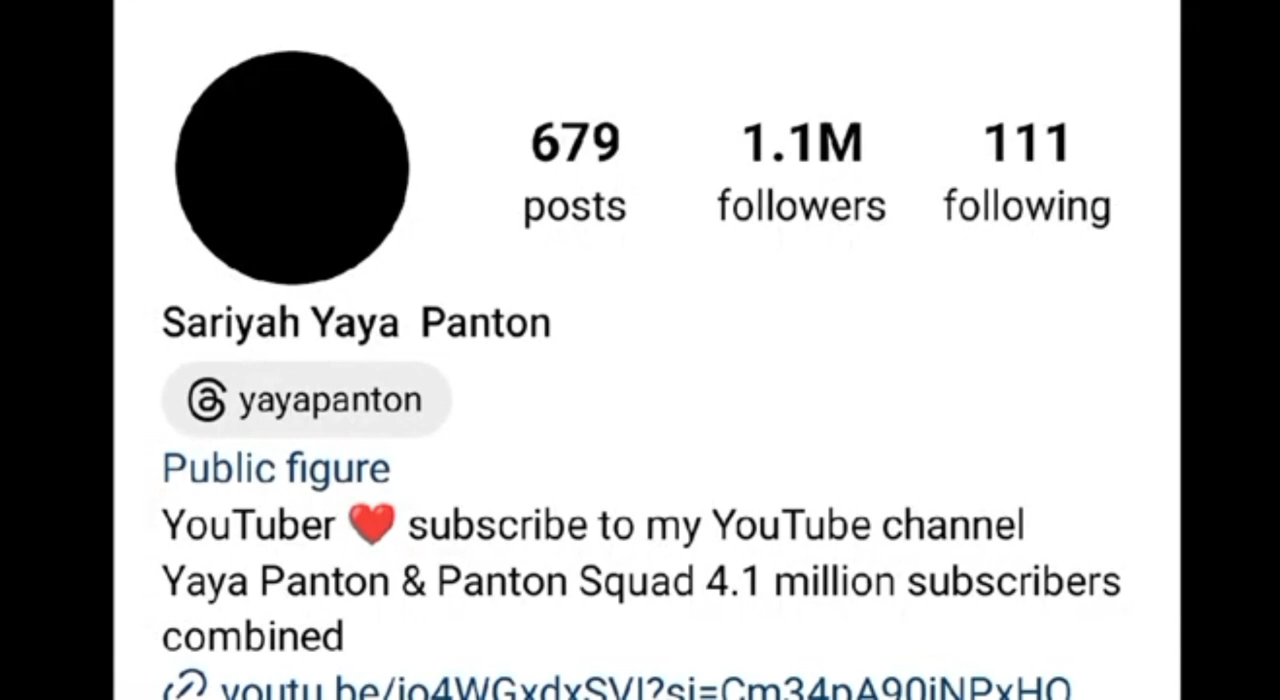 679 1.1M 111
posts followers following
Sariyah Yaya Panton
yayapanton
Public figure
YouTuber ❤️ subscribe to my YouTube channel
Yaya Panton & Panton Squad 4.1 million subscribers
combined